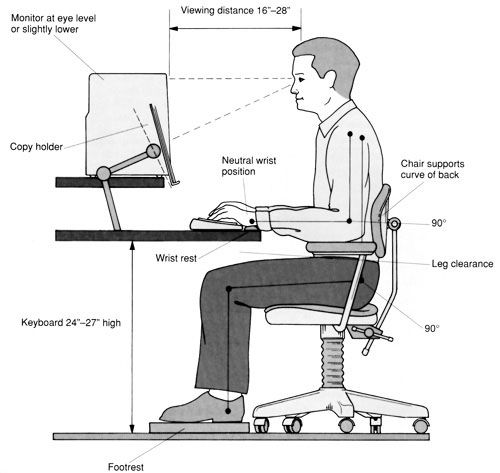 Viewing distance 16"–28"
Monitor at eye level
or slightly lower
Copy holder
Neutral wrist
position
Chair supports
curve of back
90°
Wrist rest
Leg clearance
Keyboard 24"–27" high
90°
Footrest